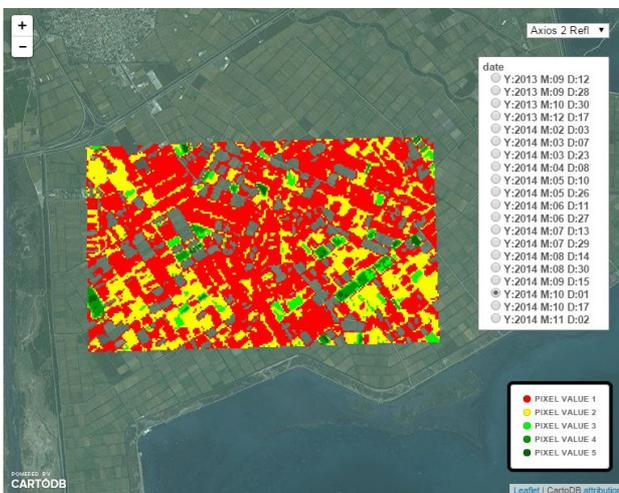 +
Axios 2 Refl
−
date
Y:2013 M:09 D:12
Y:2013 M:09 D:28
Y:2013 M:10 D:30
Y:2013 M:12 D:17
Y:2014 M:02 D:03
Y:2014 M:03 D:07
Y:2014 M:03 D:23
Y:2014 M:04 D:08
Y:2014 M:05 D:10
Y:2014 M:05 D:26
Y:2014 M:06 D:11
Y:2014 M:06 D:27
Y:2014 M:07 D:13
Y:2014 M:07 D:29
Y:2014 M:08 D:14
Y:2014 M:08 D:30
Y:2014 M:09 D:15
Y:2014 M:10 D:01
Y:2014 M:10 D:17
Y:2014 M:11 D:02
PIXEL VALUE 1
PIXEL VALUE 2
PIXEL VALUE 3
PIXEL VALUE 4
PIXEL VALUE 5
POWERED BY
CARTODB
Leaflet | CartoDB attribution